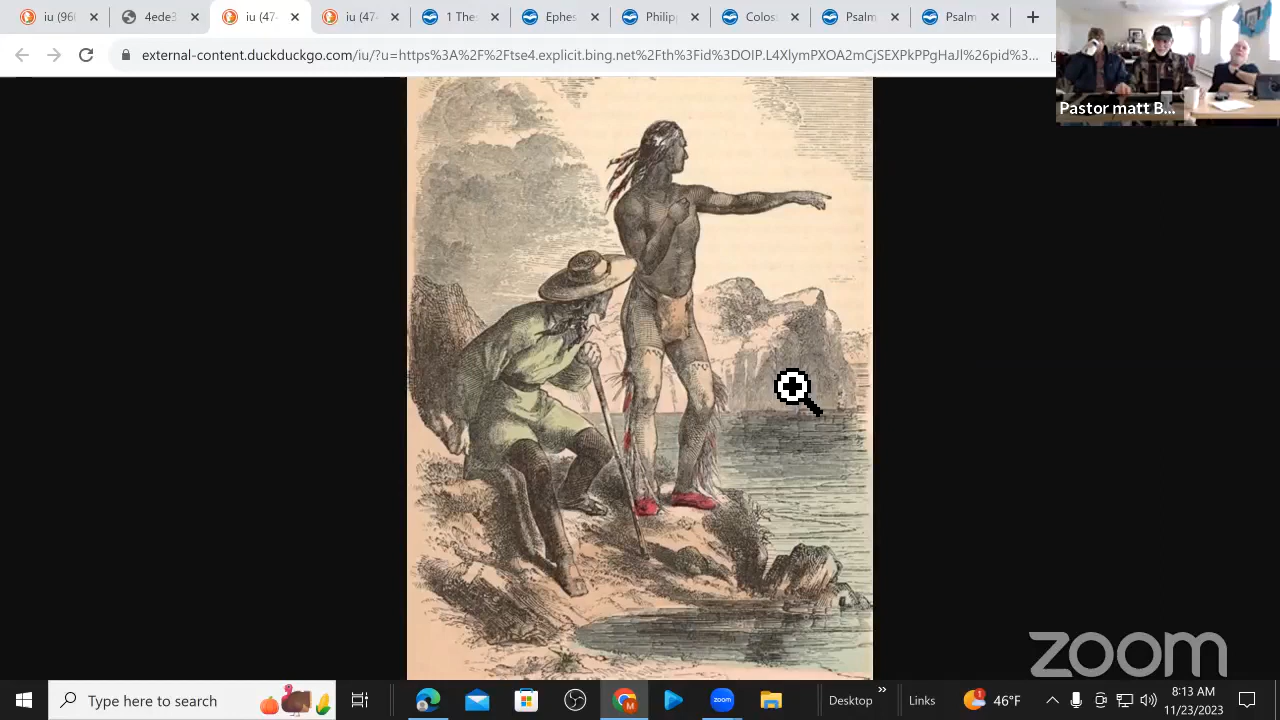 iu (96
4ede3
iu (47-
iu (47-
1 The
Ephes
Philip
Colos
Psalm
Psalm
external-content.duckduckgo.com/iu/?u=https%3A%2F%2Ftse4.explicit.bing.net%2Fth%3Fid%3DOIP.L4XlymPXOA2mCjSEXPkPPgHaJl%26pid%3...
Pastor matt B...
zoom
Type here to search
zoom
Desktop
»
Links
1
46°F
8:13 AM
11/23/2023